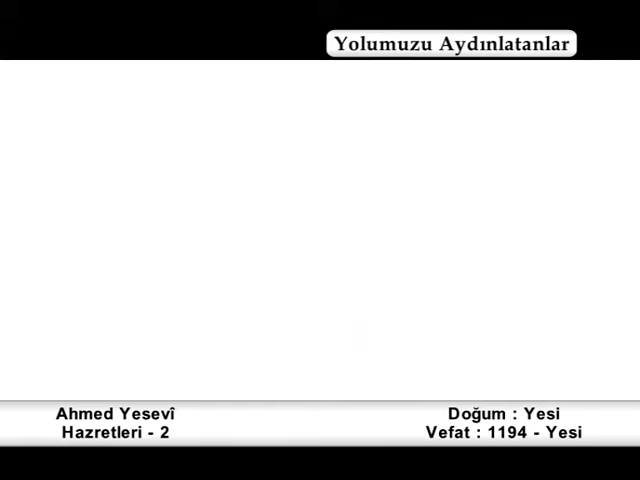 Yolumuzu Aydınlatanlar
Ahmed Yesevî
Hazretleri - 2
Doğum : Yesi
Vefat : 1194 - Yesi